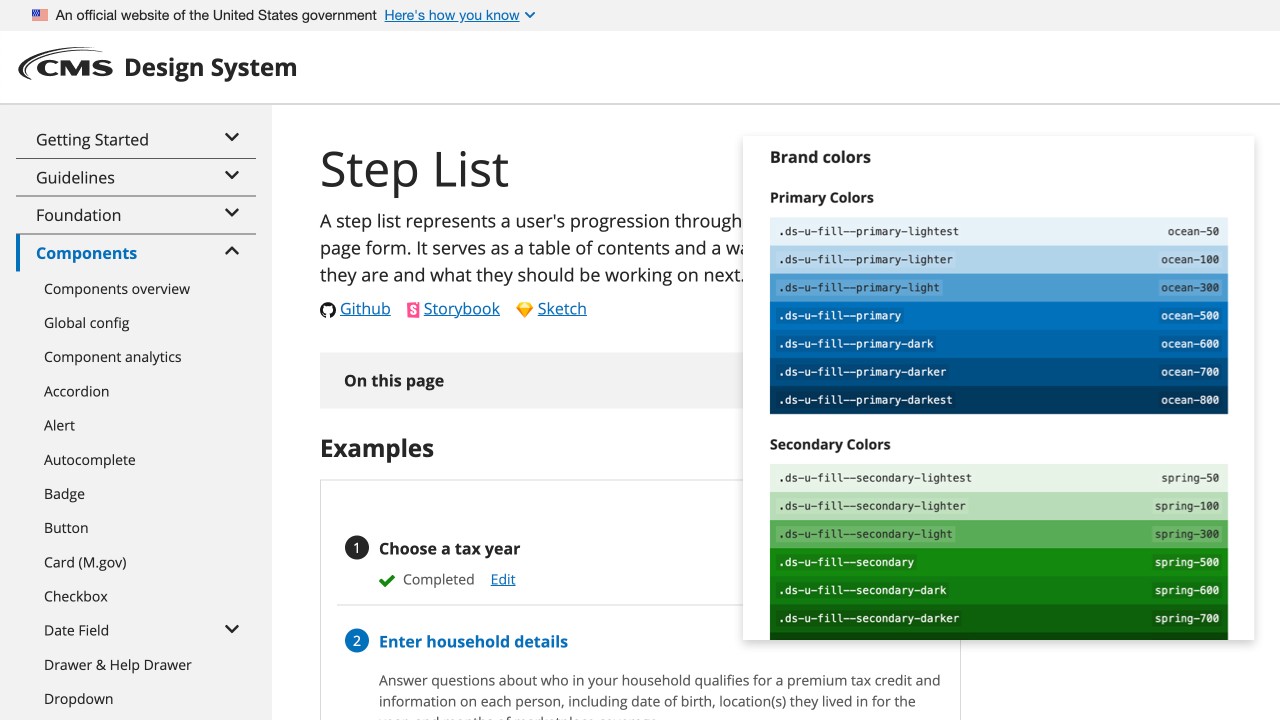 An official website of the United States government Here's how you know
CMS Design System
Getting Started
Guidelines
Foundation
Components
Components overview
Global config
Component analytics
Accordion
Alert
Autocomplete
Badge
Button
Card (M.gov)
Checkbox
Date Field
Drawer & Help Drawer
Dropdown
Step List
A step list represents a user's progression through
page form. It serves as a table of contents and a
they are and what they should be working on next.
Github Storybook Sketch
On this page
Examples
1 Choose a tax year
Completed Edit
2 Enter household details
Answer questions about who in your household qualifies for a premium tax credit and
information on each person, including date of birth, location(s) they lived in for the
Brand colors
Primary Colors
.ds-u-fill--primary-lightest ocean-50
.ds-u-fill--primary-lighter ocean-100
.ds-u-fill--primary-light ocean-300
.ds-u-fill--primary ocean-500
.ds-u-fill--primary-dark ocean-600
.ds-u-fill--primary-darker ocean-700
.ds-u-fill--primary-darkest ocean-800
Secondary Colors
.ds-u-fill--secondary-lightest spring-50
.ds-u-fill--secondary-lighter spring-100
.ds-u-fill--secondary-light spring-300
.ds-u-fill--secondary spring-500
.ds-u-fill--secondary-dark spring-600
.ds-u-fill--secondary-darker spring-700